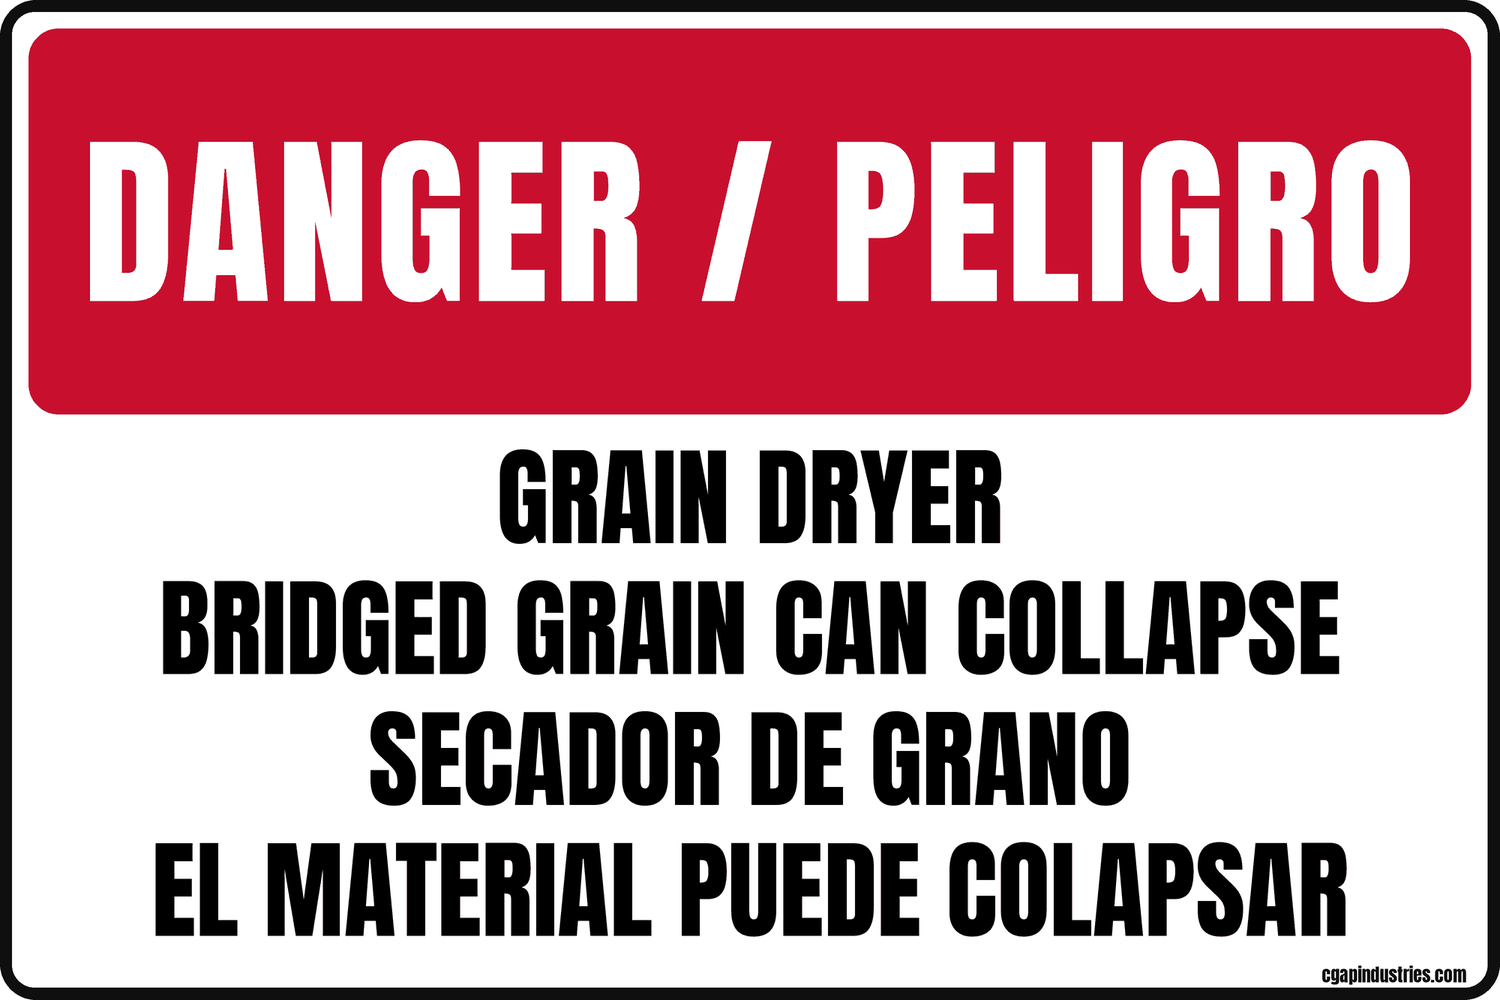 DANGER / PELIGRO
GRAIN DRYER
BRIDGED GRAIN CAN COLLAPSE
SECADOR DE GRANO
EL MATERIAL PUEDE COLAPSAR
cgapindustries.com